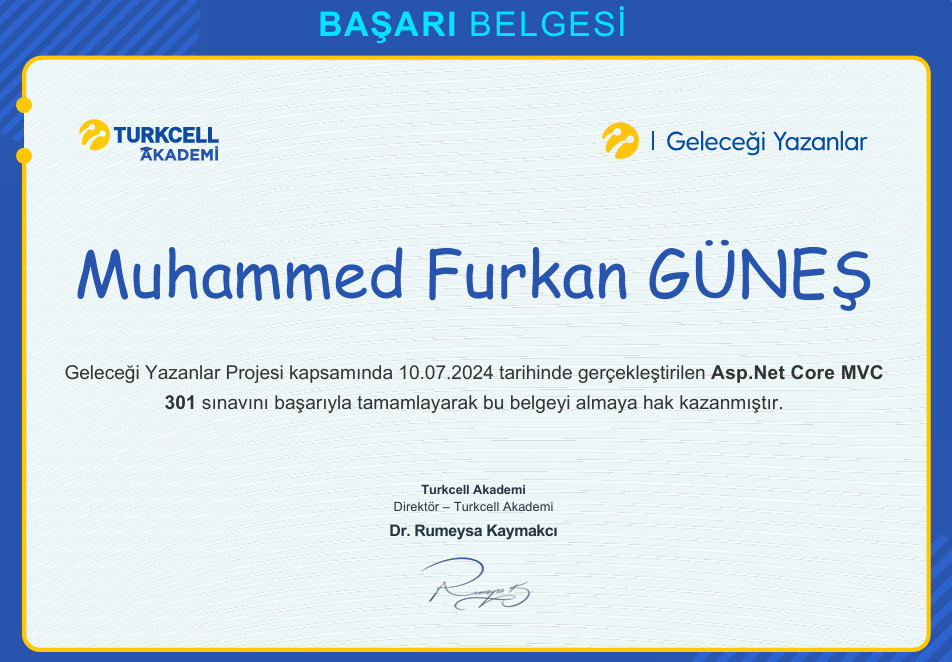 BAŞARI BELGESİ
TURKCELL
AKADEMİ
Geleceği Yazanlar
Muhammed Furkan GÜNEŞ
Geleceği Yazanlar Projesi kapsamında 10.07.2024 tarihinde gerçekleştirilen Asp.Net Core MVC
301 sınavını başarıyla tamamlayarak bu belgeyi almaya hak kazanmıştır.
Turkcell Akademi
Direktör – Turkcell Akademi
Dr. Rumeysa Kaymakcı